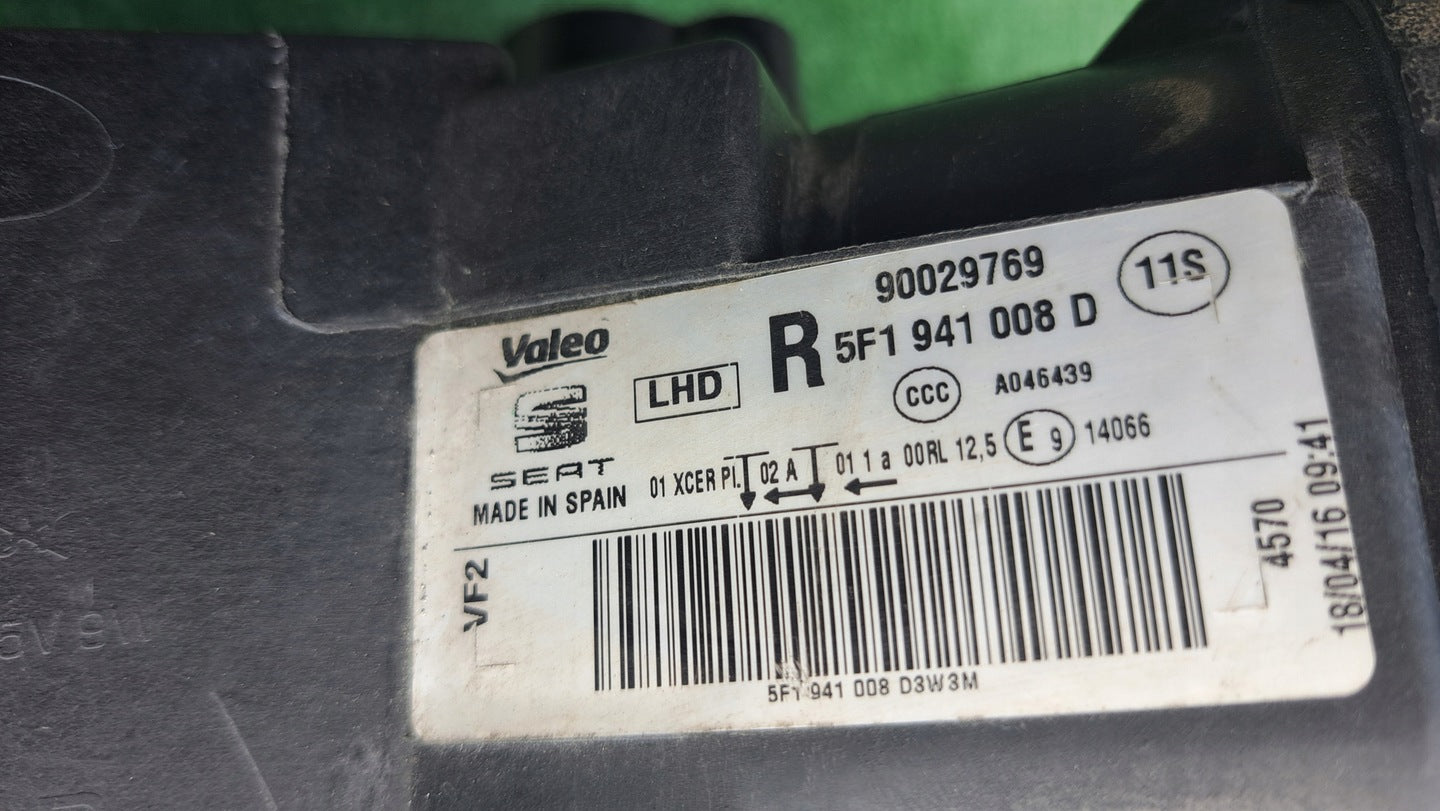 90029769
11S
Valeo
LHD
R 5F1 941 008 D
CCC A046439
SEAT
MADE IN SPAIN
01 XCER PL 02 A 01 1 a 00RL 12,5 E 9 14066
VF2
4570
18/04/16 09:41
5F1 941 008 D3W3M